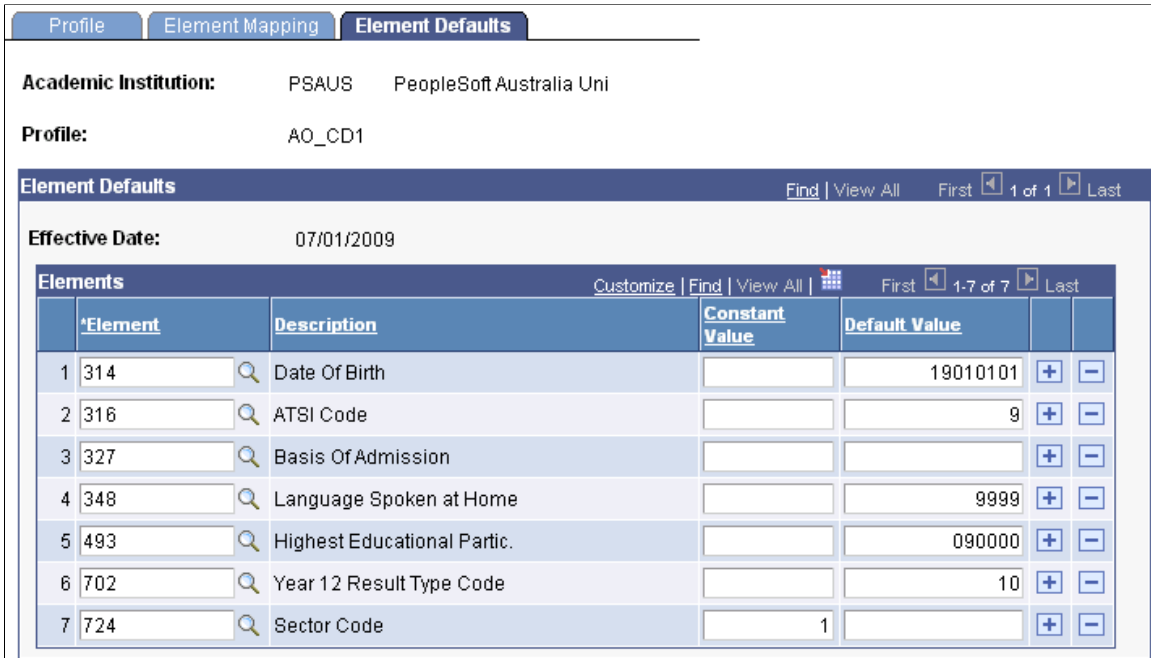 Profile Element Mapping Element Defaults
Academic Institution: PSAUS PeopleSoft Australia Uni
Profile: AO_CD1
Element Defaults Find | View All First 1 of 1 Last
Effective Date: 07/01/2009
Elements Customize | Find | View All | First 1-7 of 7 Last
*Element Description Constant Value Default Value
1 314 Date Of Birth 19010101
2 316 ATSI Code 9
3 327 Basis Of Admission
4 348 Language Spoken at Home 9999
5 493 Highest Educational Partic. 090000
6 702 Year 12 Result Type Code 10
7 724 Sector Code 1